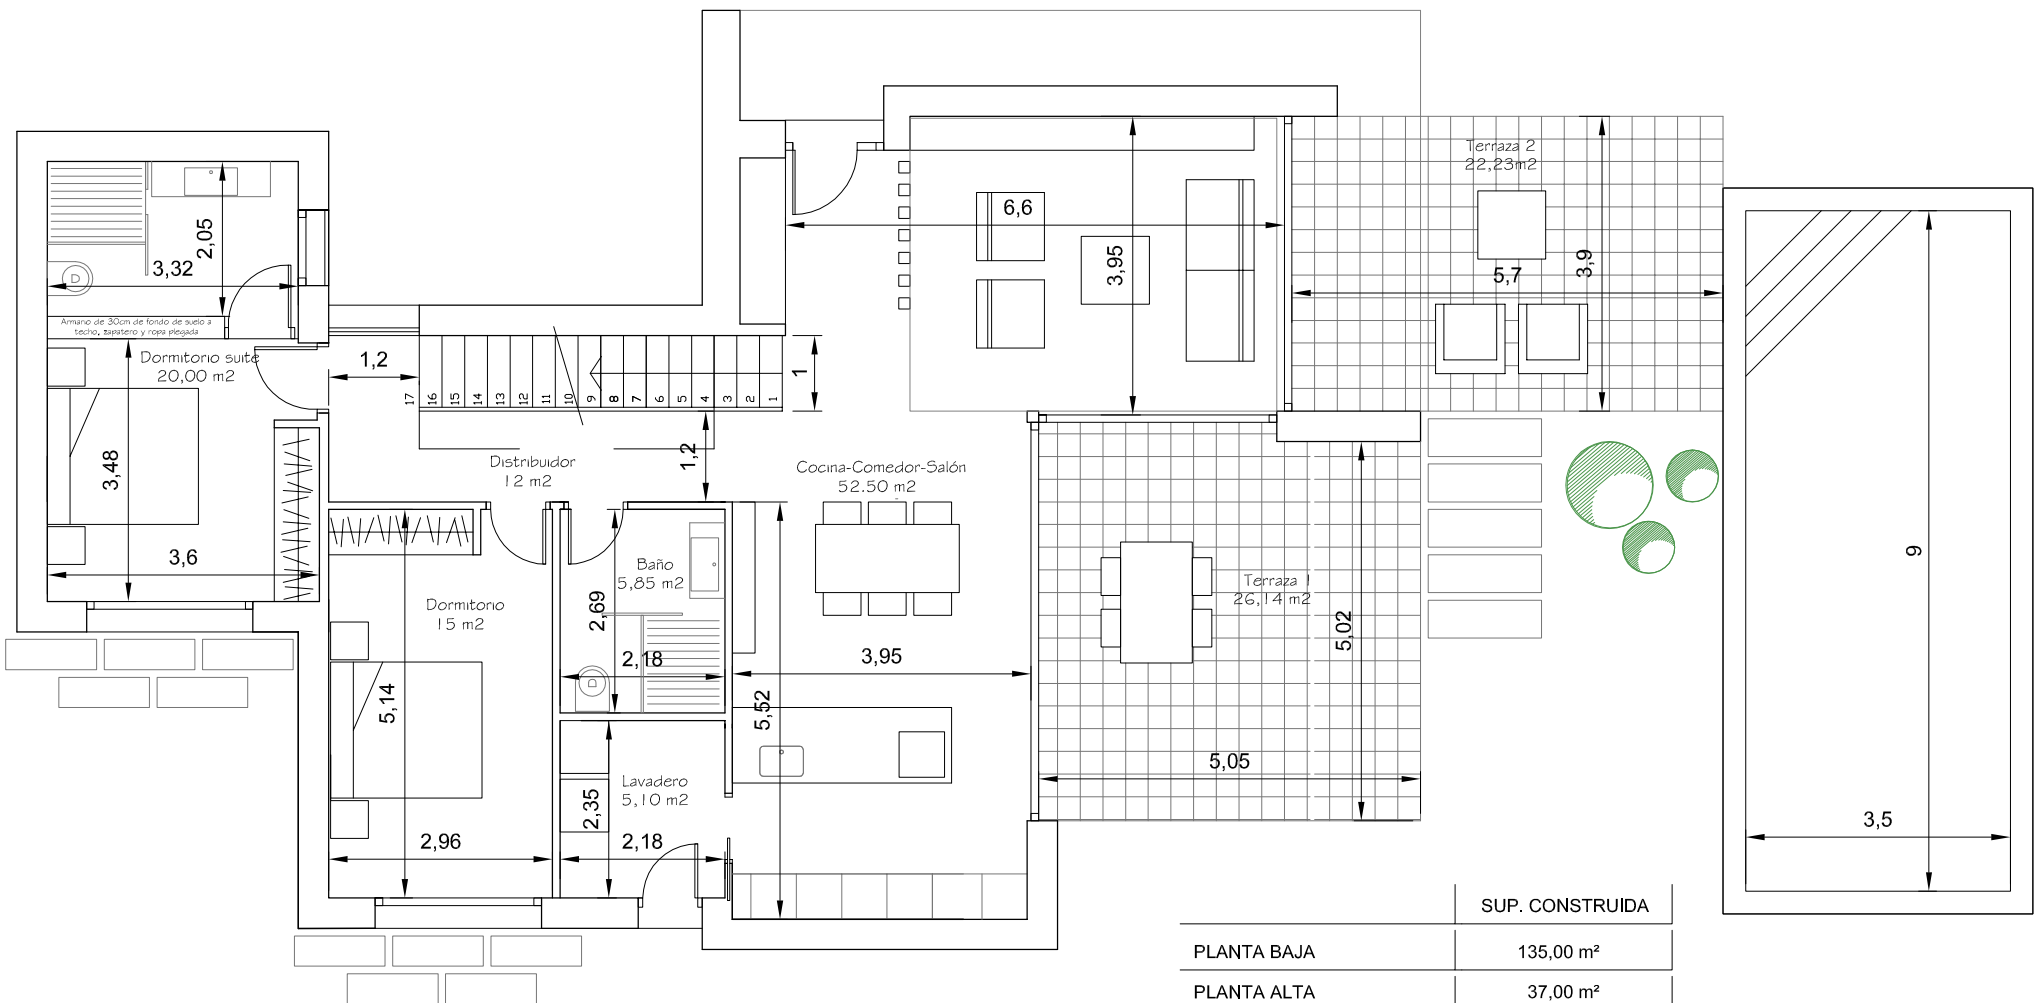 Terraza 2
22,23m2
6,6
3,95
5,7
3,9
2,05
3,32
Armario de 30cm de fondo de suelo a
techo, zapatero y ropa plegada
Dormitorio suite
20,00 m2
1,2
1
17 16 15 14 13 12 11 10 9 8 7 6 5 4 3 2 1
3,48
3,6
Distribuidor
12 m2
1,2
Cocina-Comedor-Salón
52.50 m2
Baño
5,85 m2
2,69
2,18
Dormitorio
15 m2
5,14
2,96
3,95
5,52
Terraza 1
26,14 m2
5,02
5,05
Lavadero
5,10 m2
2,35
2,18
9
3,5
SUP. CONSTRUIDA
PLANTA BAJA 135,00 m²
PLANTA ALTA 37,00 m²